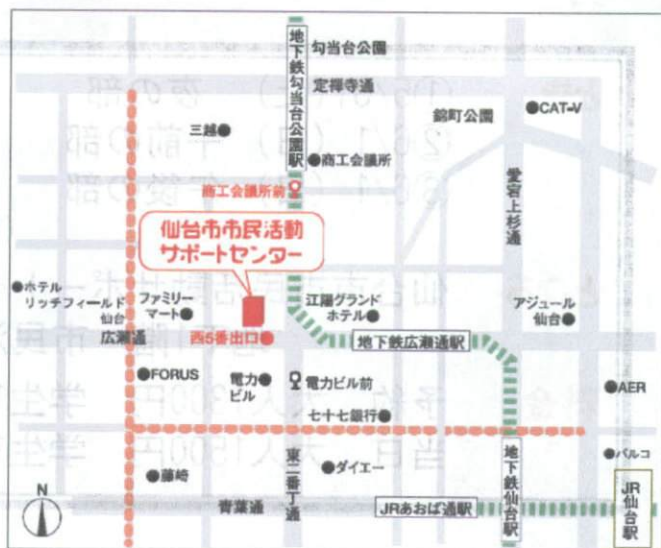 勾当台公園
地下鉄勾当台公園駅
定禅寺通
錦町公園
CAT-V
三越
商工会議所
商工会議所前
愛宕上杉通
仙台市市民活動
サポートセンター
ホテル
リッチフィールド
仙台
ファミリー
マート
江陽グランド
ホテル
アジュール
仙台
広瀬通
西5番出口
地下鉄広瀬通駅
FORUS
電力
ビル
電力ビル前
AER
七十七銀行
パルコ
藤崎
東二番丁通
ダイエー
地下鉄仙台駅
JR仙台駅
N
青葉通
JRあおば通駅